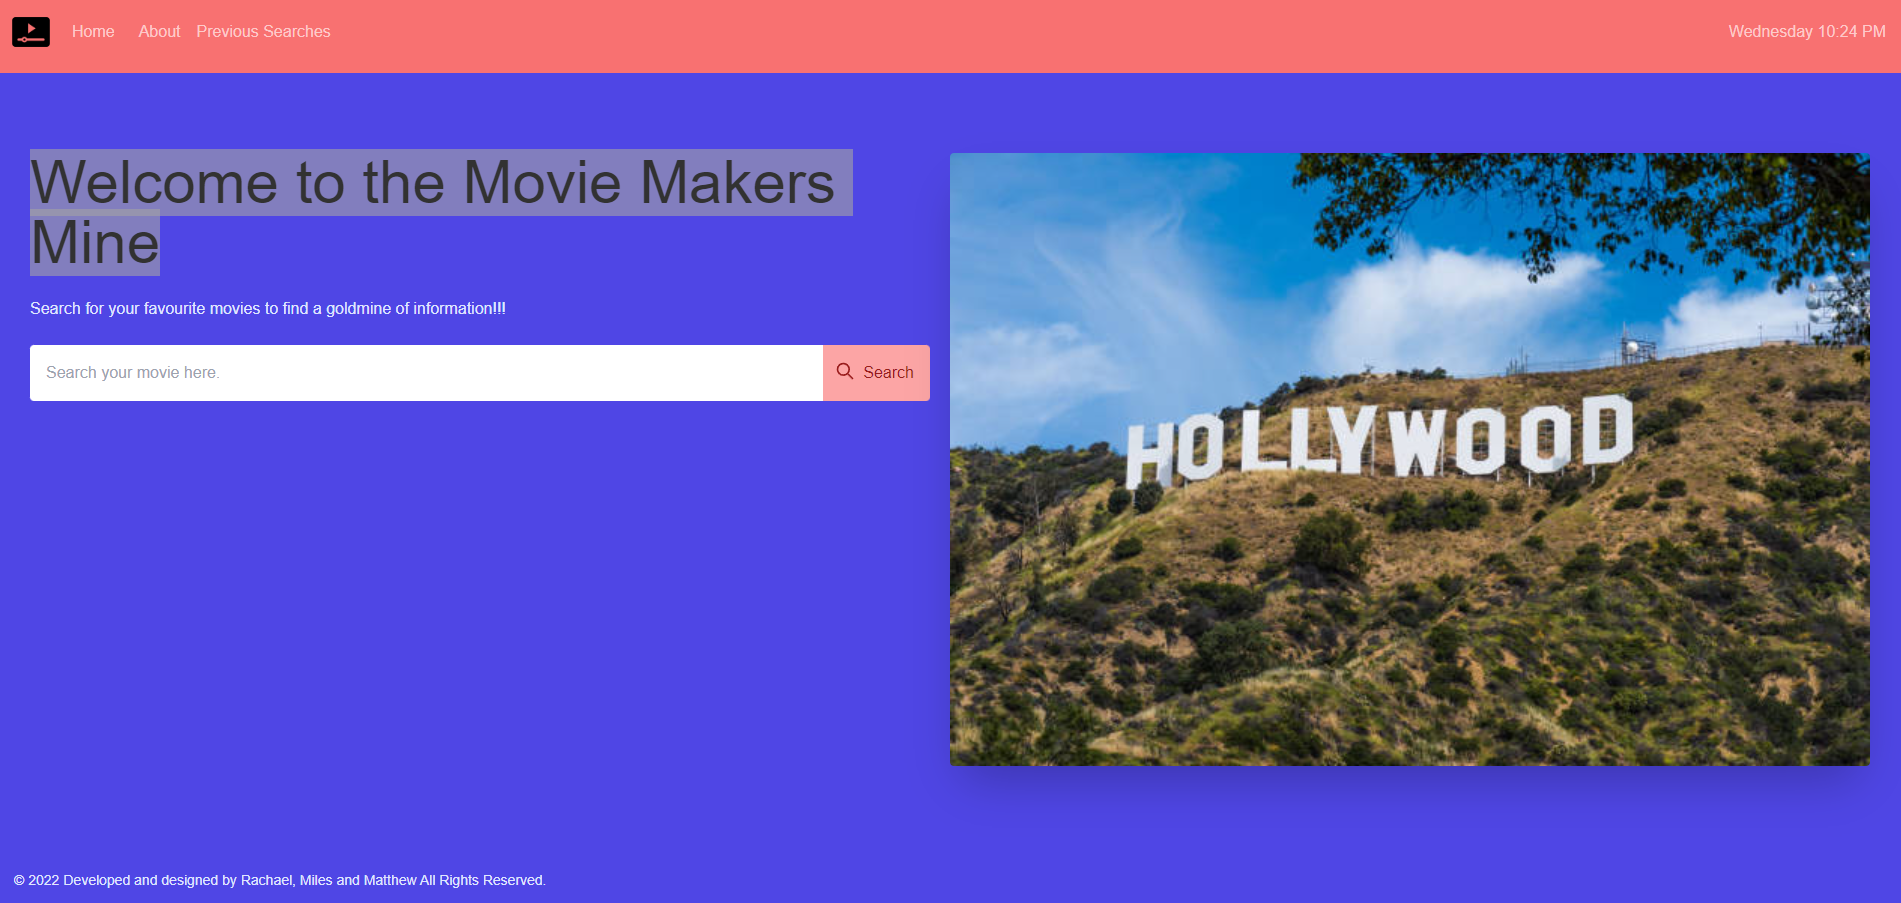 Home About Previous Searches Wednesday 10:24 PM
Welcome to the Movie Makers
Mine
Search for your favourite movies to find a goldmine of information!!!
Search your movie here. Search
HOLLYWOOD
© 2022 Developed and designed by Rachael, Miles and Matthew All Rights Reserved.